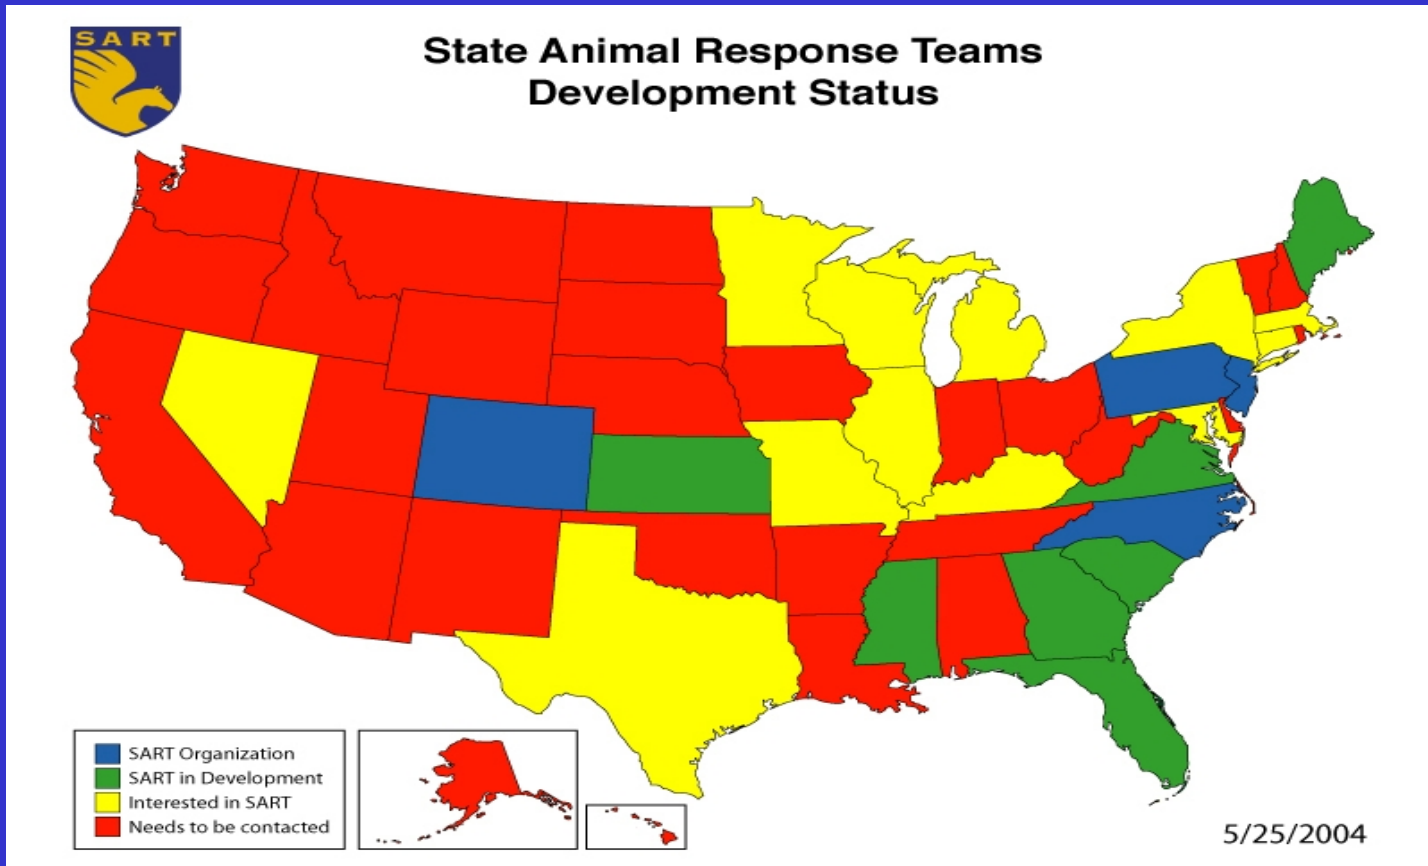 SART
State Animal Response Teams
Development Status
SART Organization
SART in Development
Interested in SART
Needs to be contacted
5/25/2004